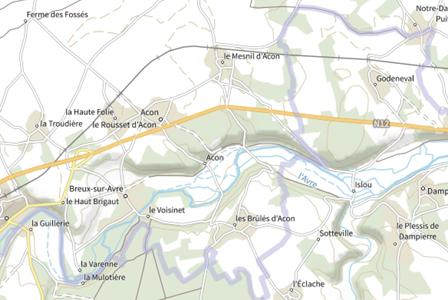 Ferme des Fossés
Notre-Da
Pui
le Mesnil d'Acon
Godeneval
la Haute Folie
Acon
la Troudière
le Rousset d'Acon
N12
Acon
l'Avre
Islou
Damp
Breux-sur-Avre
le Haut Brigaut
le Voisinet
la Guillerie
les Brûlés d'Acon
Sotteville
le Plessis de
Dampierre
la Varenne
la Mulotière
l'Éclache